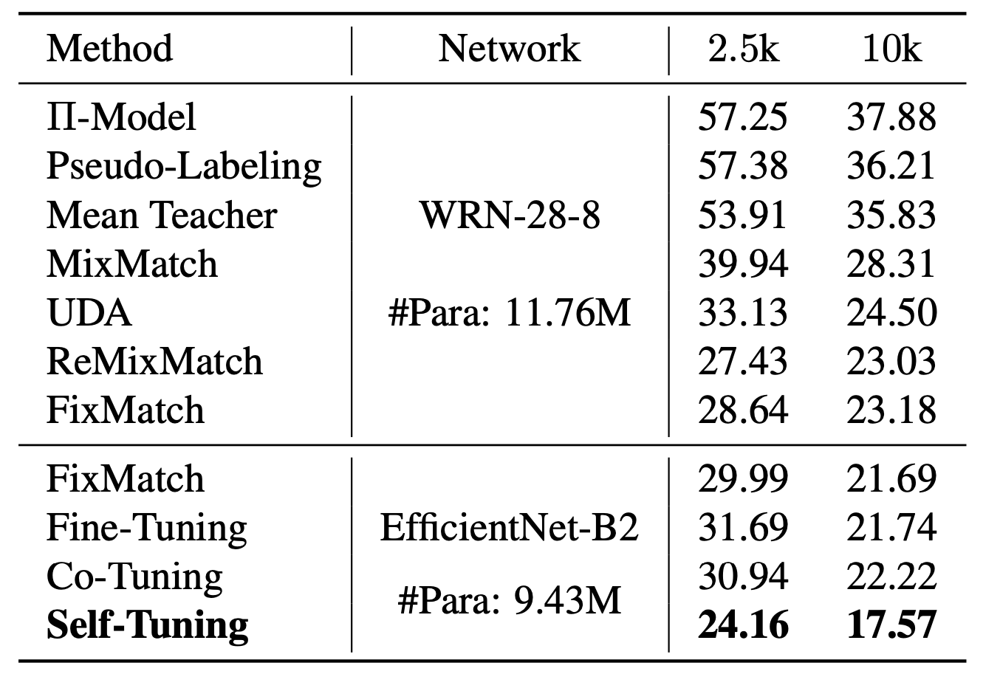 Method Network 2.5k 10k
Π-Model 57.25 37.88
Pseudo-Labeling 57.38 36.21
Mean Teacher WRN-28-8 53.91 35.83
MixMatch 39.94 28.31
UDA #Para: 11.76M 33.13 24.50
ReMixMatch 27.43 23.03
FixMatch 28.64 23.18
FixMatch 29.99 21.69
Fine-Tuning EfficientNet-B2 31.69 21.74
Co-Tuning 30.94 22.22
#Para: 9.43M
Self-Tuning 24.16 17.57